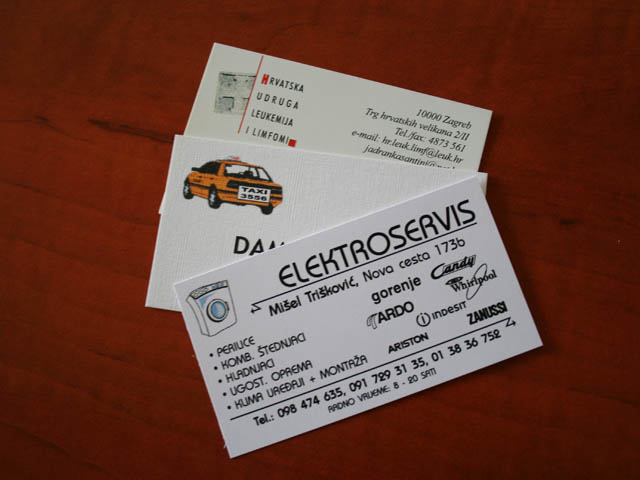 HRVATSKA
UDRUGA
LEUKEMIJA
I LIMFOMI
10000 Zagreb
Trg hrvatskih velikana 2/II
Tel./fax: 4873 561
e-mail: hr.leuk.limf@leuk.hr
TAXI
3556
ELEKTROSERVIS
Mišel Trišković, Nova cesta 173b
gorenje Candy
ARDO indesit Whirlpool
ARISTON ZANUSSI
• PERILICE
• KOMB. ŠTEDNJACI
• HLADNJACI
• UGOST. OPREMA
• KLIMA UREĐAJI + MONTAŽA
Tel.: 098 474 635, 091 729 31 35, 01 38 36 752
RADNO VRIJEME: 8 - 20 SATI